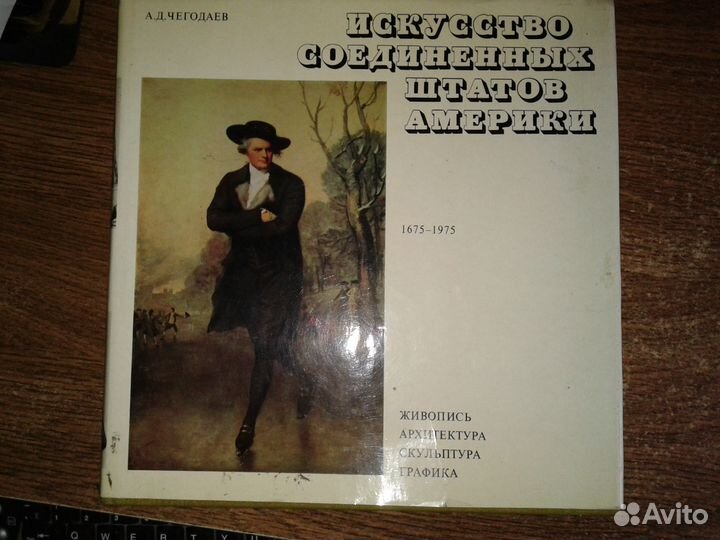 А.Д.ЧЕГОДАЕВ
ИСКУССТВО
СОЕДИНЕННЫХ
ШТАТОВ
АМЕРИКИ
1675–1975
ЖИВОПИСЬ
АРХИТЕКТУРА
СКУЛЬПТУРА
ГРАФИКА
Q W E R T Y U
Avito